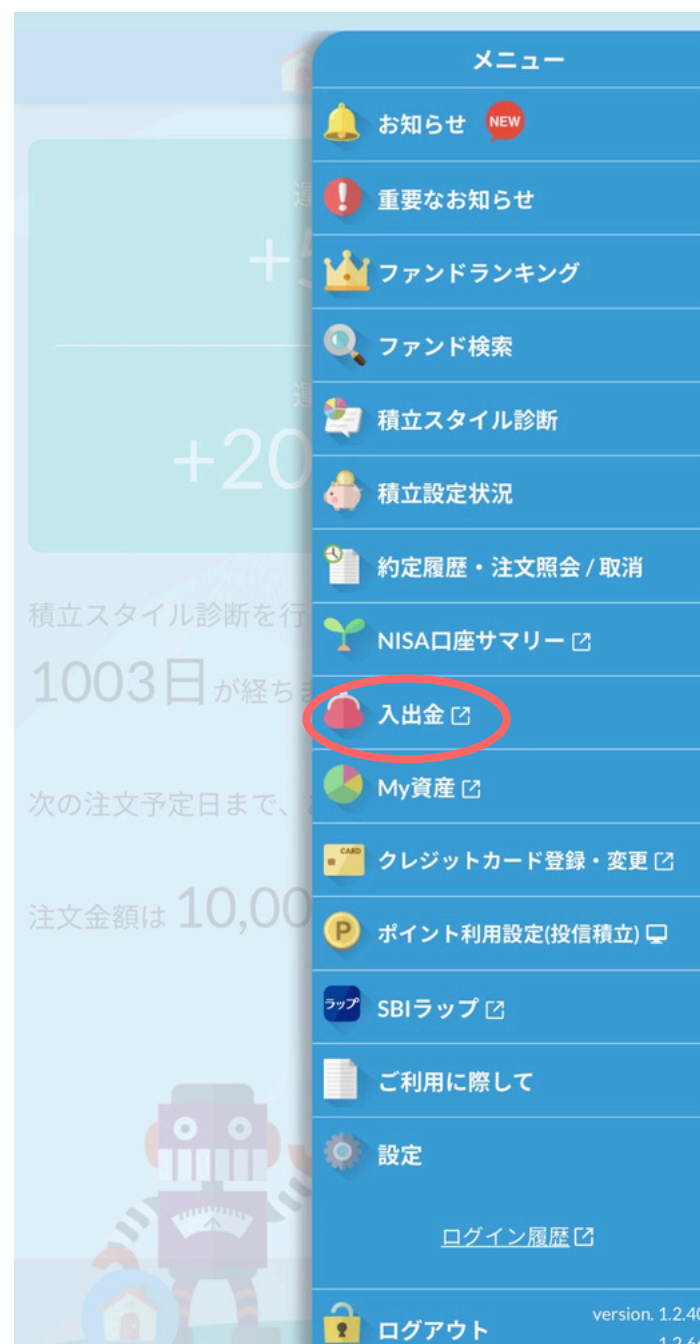 メニュー
お知らせ NEW
重要なお知らせ
ファンドランキング
ファンド検索
積立スタイル診断
積立設定状況
約定履歴・注文照会 / 取消
NISA口座サマリー
入出金
My資産
CARD クレジットカード登録・変更
P ポイント利用設定(投信積立)
ラップ SBIラップ
ご利用に際して
設定
ログイン履歴
ログアウト
version. 1.2.40
運
+5
運
+20
積立スタイル診断を行
1003日 が経ちま
次の注文予定日まで、
注文金額は 10,00